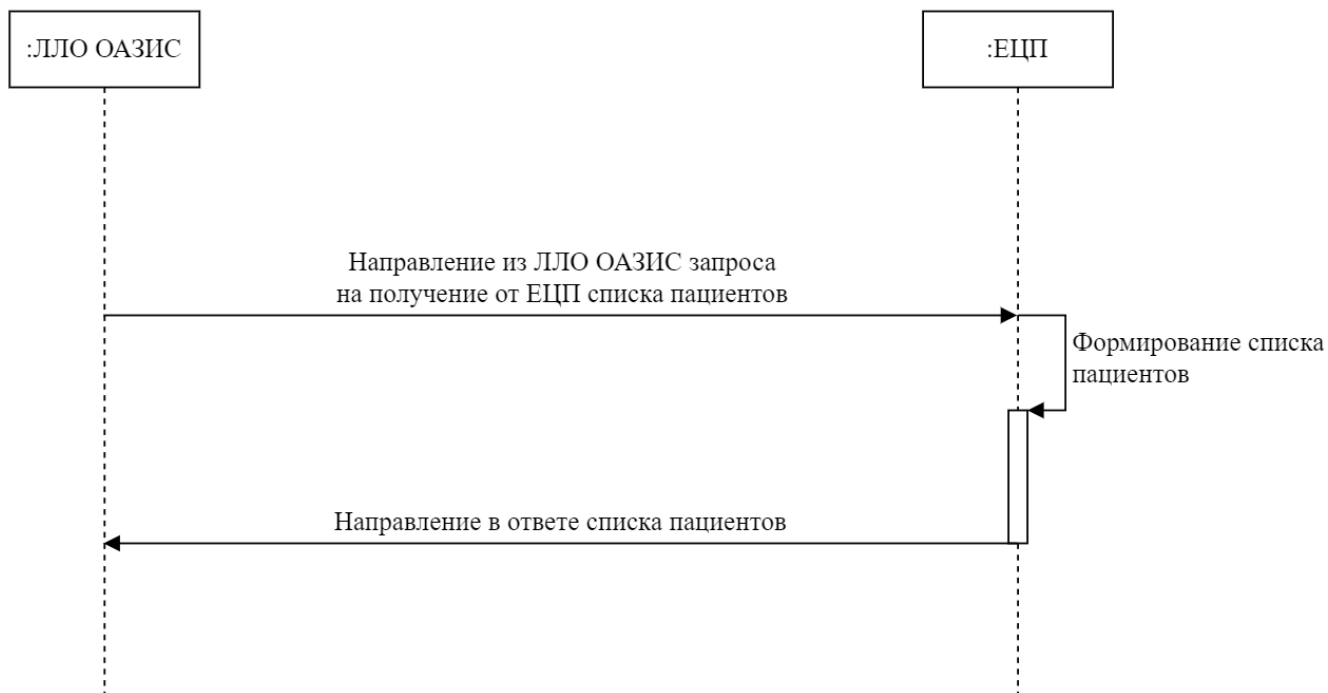 :ЛЛО ОАЗИС
:ЕЦП
Направление из ЛЛО ОАЗИС запроса
на получение от ЕЦП списка пациентов
Формирование списка
пациентов
Направление в ответе списка пациентов